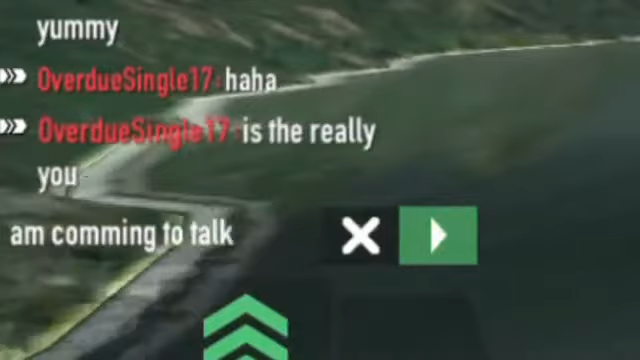 yummy
OverdueSingle17: haha
OverdueSingle17: is the really
you
am comming to talk